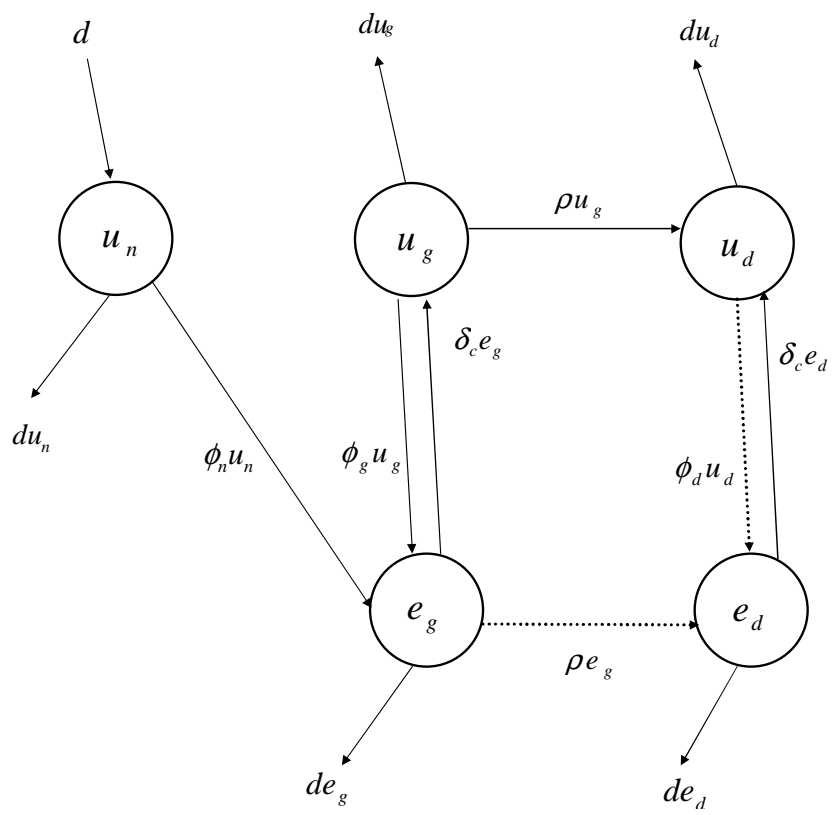 d
du_g
du_d
u_n
u_g
ρu_g
u_d
δ_c e_g
δ_c e_d
du_n
ϕ_n u_n
ϕ_g u_g
ϕ_d u_d
e_g
e_d
ρe_g
de_g
de_d